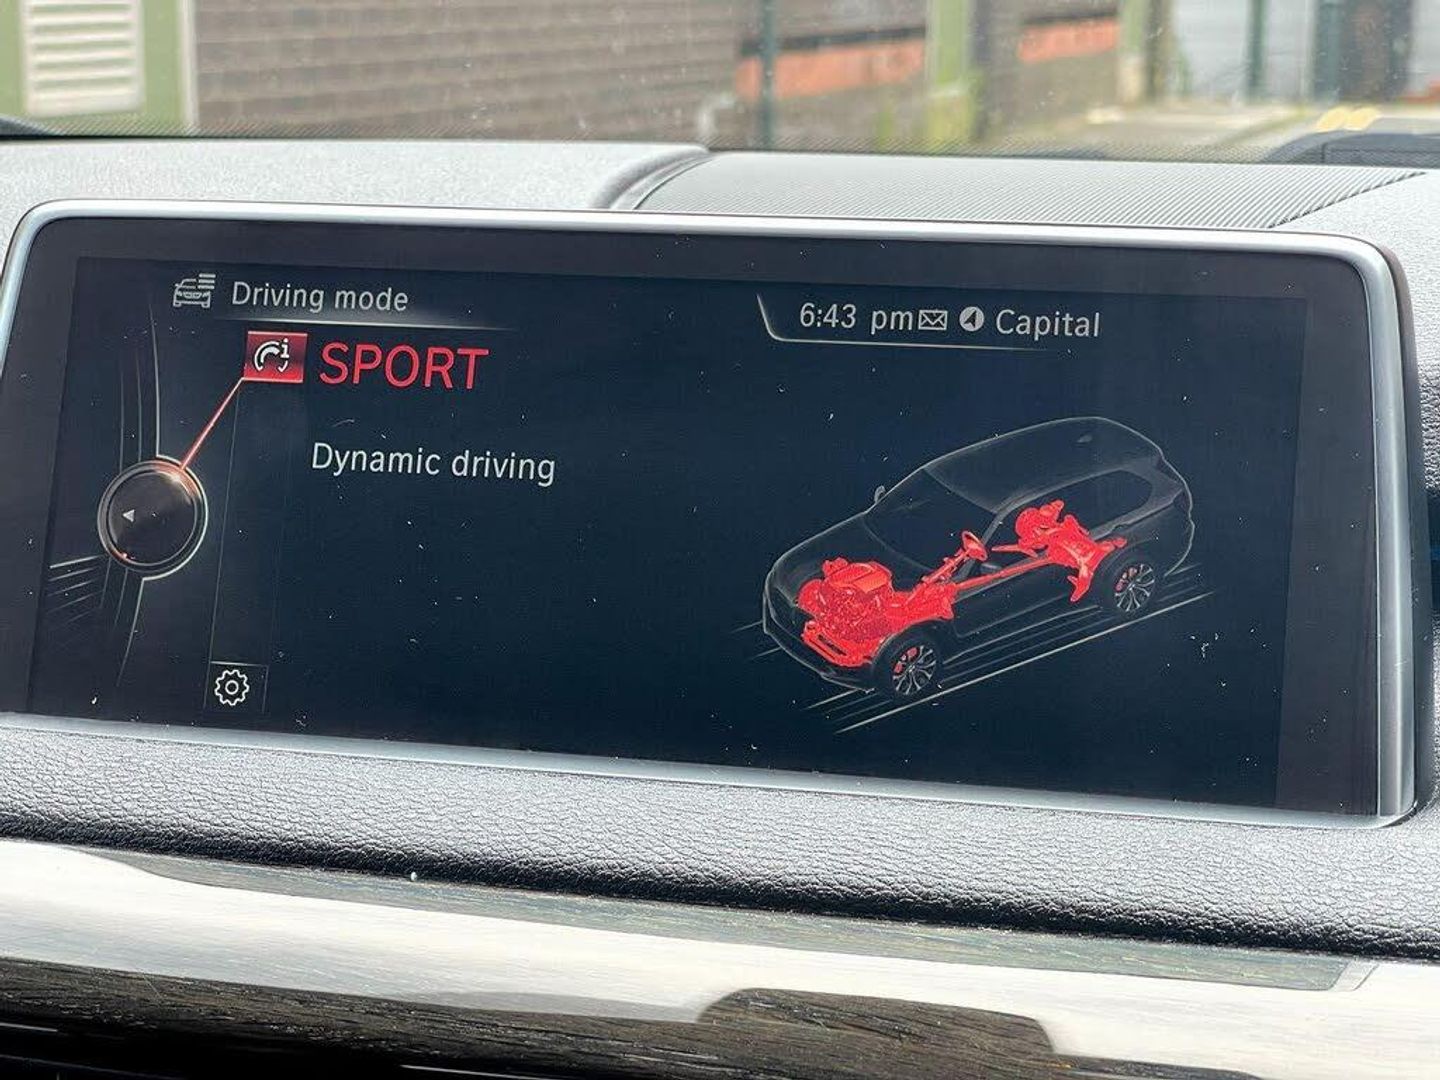 Driving mode
6:43 pm Capital
SPORT
Dynamic driving